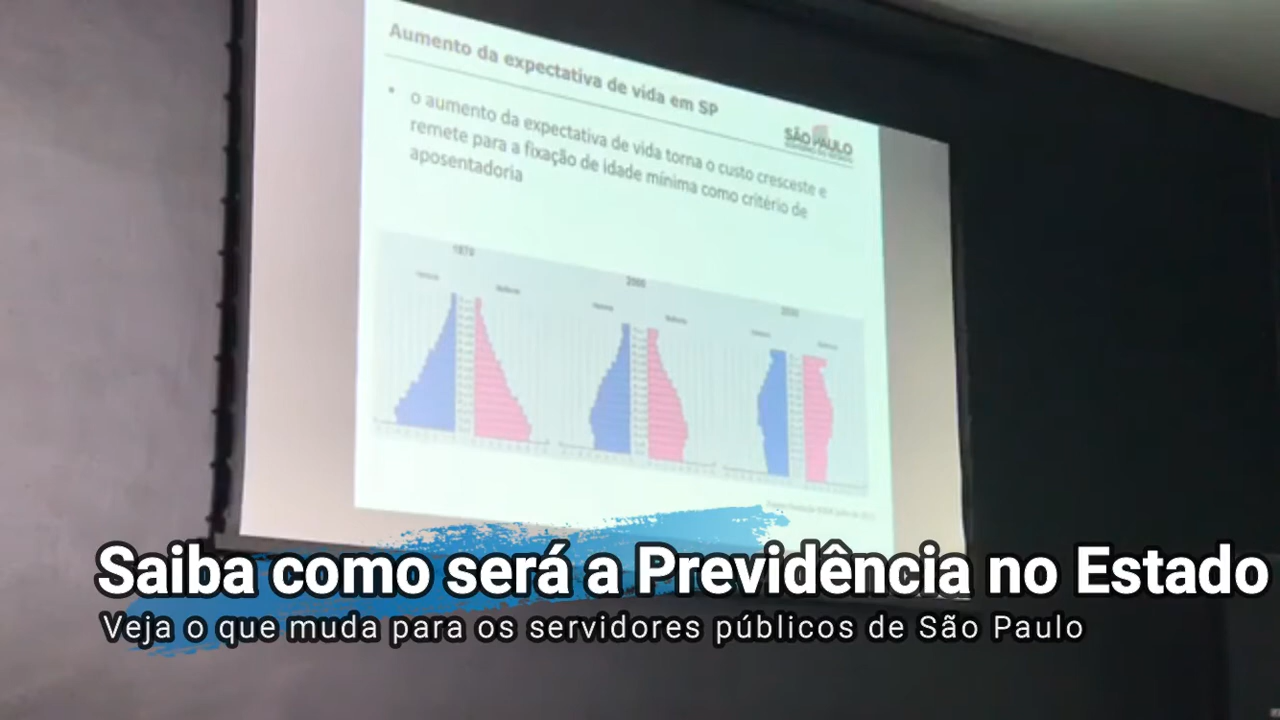 Aumento da expectativa de vida em SP
SÃO PAULO
• o aumento da expectativa de vida torna o custo cresceste e
remete para a fixação de idade mínima como critério de
aposentadoria
2000
Saiba como será a Previdência no Estado
Veja o que muda para os servidores públicos de São Paulo